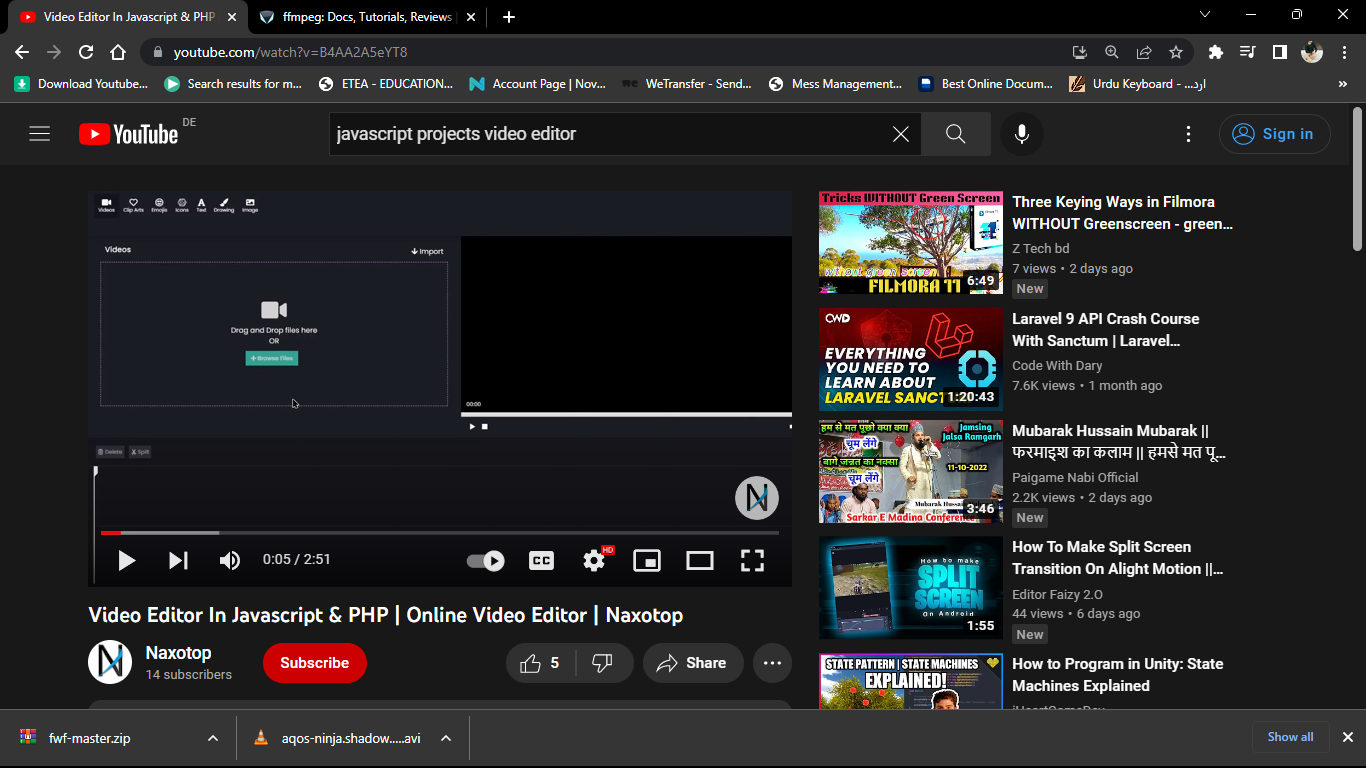 Video Editor In Javascript & PHP
ffmpeg: Docs, Tutorials, Reviews
youtube.com/watch?v=B4AA2A5eYT8
Download Youtube...
Search results for m...
ETEA - EDUCATION...
Account Page | Nov...
WeTransfer - Send...
Mess Management...
Best Online Docum...
Urdu Keyboard - ...اردو
YouTube DE
javascript projects video editor
Sign in
Videos
Clip Arts
Emojis
Icons
Text
Drawing
Image
Videos
Import
Drag and Drop files here
OR
+ Browse Files
00:00
Delete
Split
0:05 / 2:51
CC
HD
Video Editor In Javascript & PHP | Online Video Editor | Naxotop
Naxotop
14 subscribers
Subscribe
5
Share
Tricks WITHOUT Green Screen
without green screen
FILMORA 11
6:49
Three Keying Ways in Filmora
WITHOUT Greenscreen - green...
Z Tech bd
7 views • 2 days ago
New
CWD
EVERYTHING
YOU NEED TO
LEARN ABOUT
LARAVEL SANCT
1:20:43
Laravel 9 API Crash Course
With Sanctum | Laravel...
Code With Dary
7.6K views • 1 month ago
हम से मत पूछो क्या क्या
चूम लेंगे
बागे जन्नत का नक्सा
चूम लेंगे
Jamsing
Jalsa Ramgarh
11-10-2022
Mubarak Hussai
Sarkar E Madina Conferen
3:46
Mubarak Hussain Mubarak ||
फरमाइश का कलाम || हमसे मत पू...
Paigame Nabi Official
2.2K views • 2 days ago
New
How to make
SPLIT
SCREEN
On Android
1:55
How To Make Split Screen
Transition On Alight Motion ||...
Editor Faizy 2.0
44 views • 6 days ago
New
STATE PATTERN | STATE MACHINES
EXPLAINED!
How to Program in Unity: State
Machines Explained
iHeartGameDev
fwf-master.zip
aqos-ninja.shadow.....avi
Show all